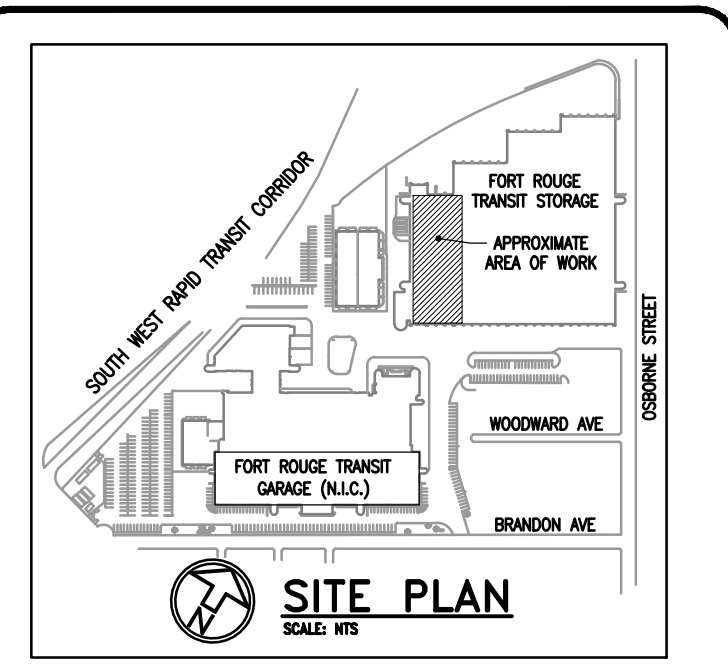 SOUTH WEST RAPID TRANSIT CORRIDOR
FORT ROUGE
TRANSIT STORAGE
APPROXIMATE
AREA OF WORK
OSBORNE STREET
WOODWARD AVE
FORT ROUGE TRANSIT
GARAGE (N.I.C.)
BRANDON AVE
N
SITE PLAN
SCALE: NTS